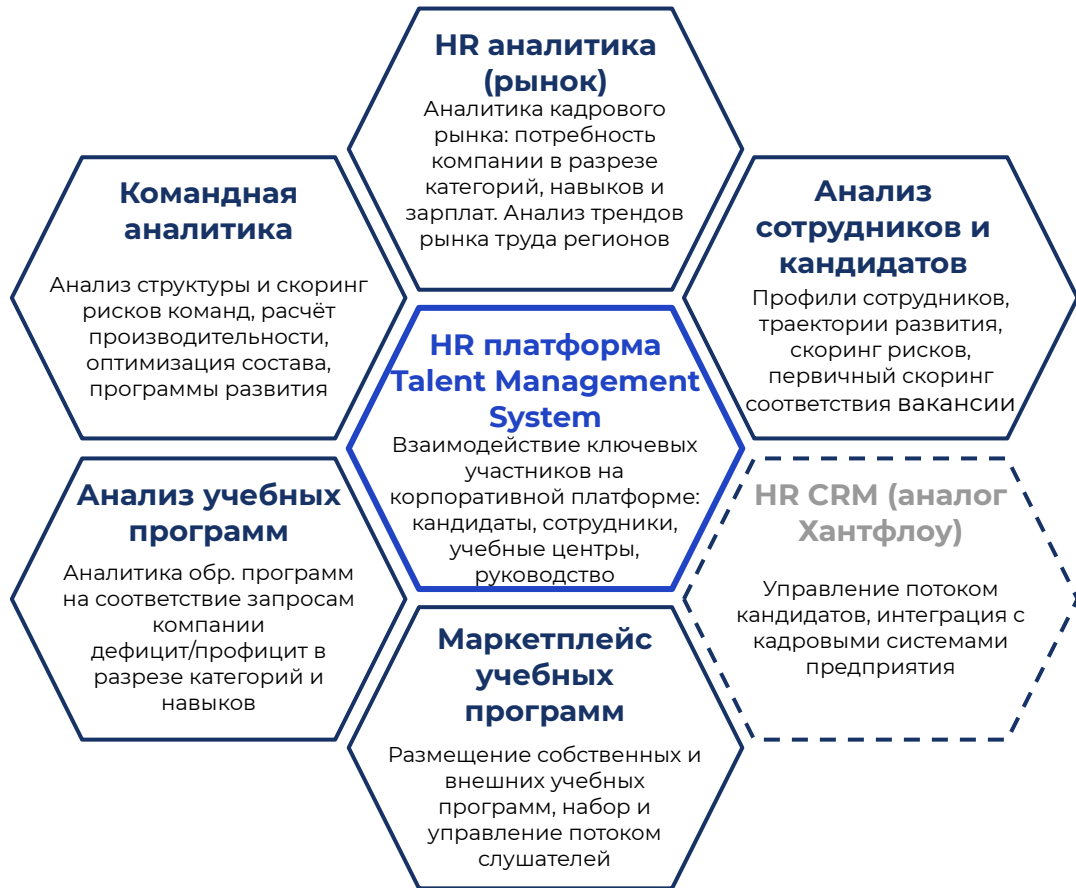 HR аналитика
(рынок)
Аналитика кадрового
рынка: потребность
компании в разрезе
категорий, навыков и
зарплат. Анализ трендов
рынка труда регионов
Командная
аналитика
Анализ структуры и скоринг
рисков команд, расчёт
производительности,
оптимизация состава,
программы развития
Анализ
сотрудников и
кандидатов
Профили сотрудников,
траектории развития,
скоринг рисков,
первичный скоринг
соответствия вакансии
HR платформа
Talent Management
System
Взаимодействие ключевых
участников на
корпоративной платформе:
кандидаты, сотрудники,
учебные центры,
руководство
Анализ учебных
программ
Аналитика обр. программ
на соответствие запросам
компании
дефицит/профицит в
разрезе категорий и
навыков
HR CRM (аналог
Хантфлоу)
Управление потоком
кандидатов, интеграция с
кадровыми системами
предприятия
Маркетплейс
учебных
программ
Размещение собственных и
внешних учебных
программ, набор и
управление потоком
слушателей